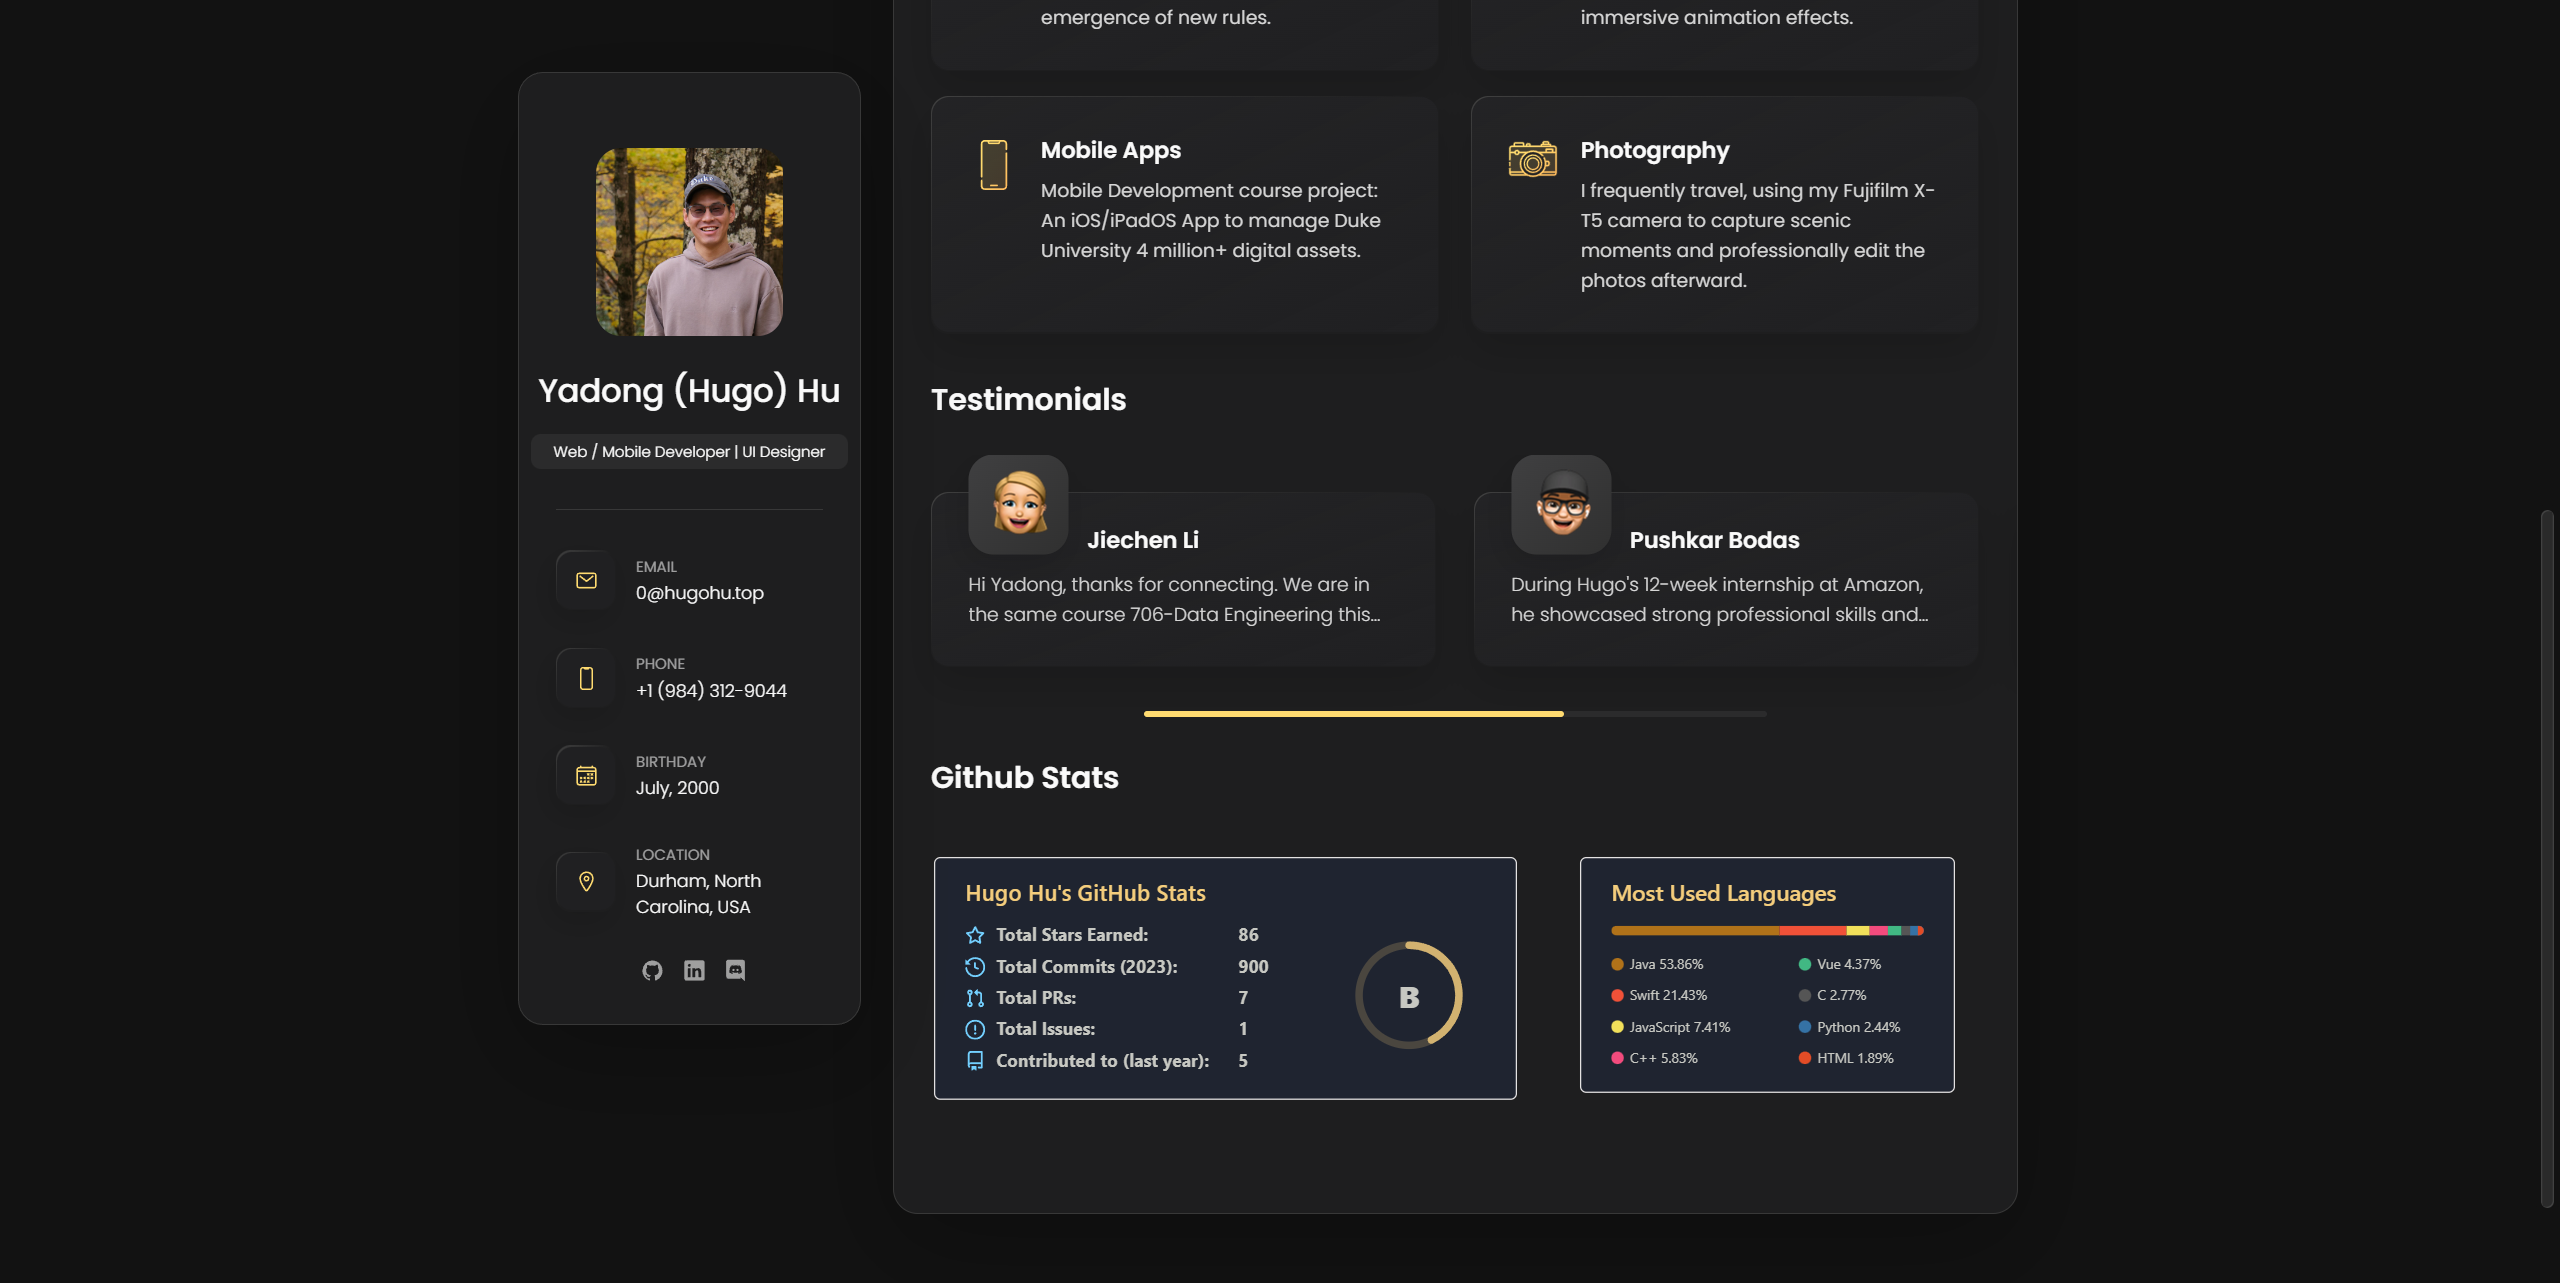 Duke
Yadong (Hugo) Hu
Web / Mobile Developer | UI Designer
EMAIL
0@hugohu.top
PHONE
+1 (984) 312-9044
BIRTHDAY
July, 2000
LOCATION
Durham, North
Carolina, USA
in
emergence of new rules.
immersive animation effects.
Mobile Apps
Mobile Development course project:
An iOS/iPadOS App to manage Duke
University 4 million+ digital assets.
Photography
I frequently travel, using my Fujifilm X-
T5 camera to capture scenic
moments and professionally edit the
photos afterward.
Testimonials
Jiechen Li
Hi Yadong, thanks for connecting. We are in
the same course 706-Data Engineering this...
Pushkar Bodas
During Hugo's 12-week internship at Amazon,
he showcased strong professional skills and...
Github Stats
Hugo Hu's GitHub Stats
Total Stars Earned: 86
Total Commits (2023): 900
Total PRs: 7
Total Issues: 1
Contributed to (last year): 5
B
Most Used Languages
Java 53.86%
Swift 21.43%
JavaScript 7.41%
C++ 5.83%
Vue 4.37%
C 2.77%
Python 2.44%
HTML 1.89%